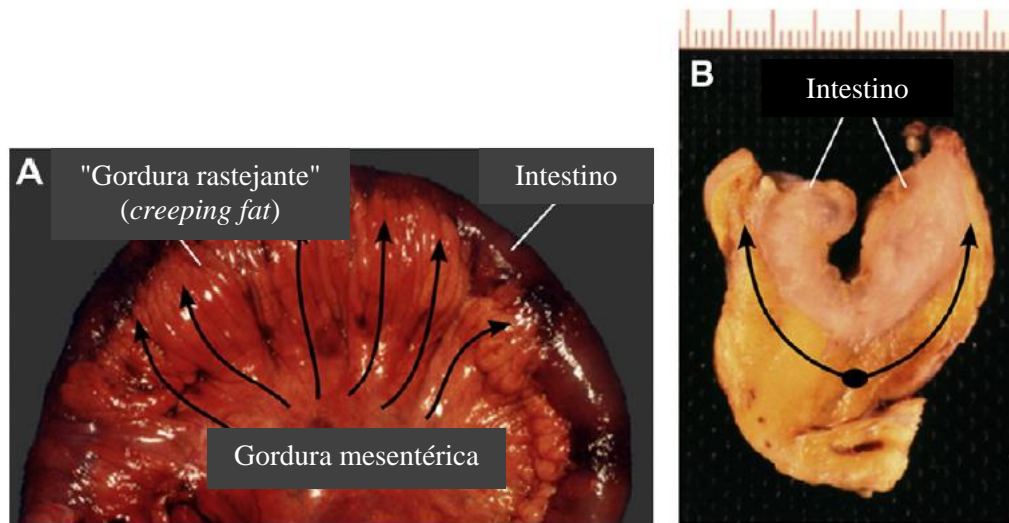 A
"Gordura rastejante"
(creeping fat)
Intestino
Gordura mesentérica
B
Intestino